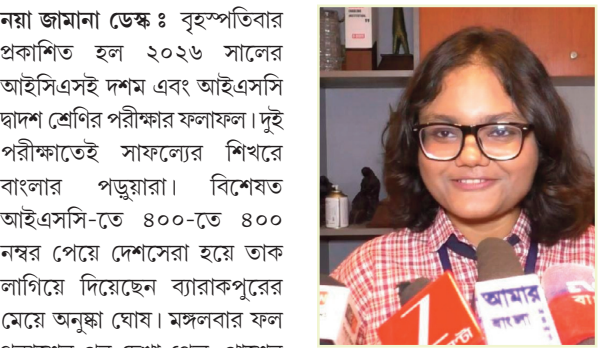 নয়া জামানা ডেস্ক ঃ বৃহস্পতিবার
প্রকাশিত হল ২০২৬ সালের
আইসিএসই দশম এবং আইএসসি
দ্বাদশ শ্রেণির পরীক্ষার ফলাফল। দুই
পরীক্ষাতেই সাফল্যের শিখরে
বাংলার পড়ুয়ারা। বিশেষত
আইএসসি-তে ৪০০-তে ৪০০
নম্বর পেয়ে দেশসেরা হয়ে তাক
লাগিয়ে দিয়েছেন ব্যারাকপুরের
মেয়ে অনুষ্কা ঘোষ। মঙ্গলবার ফল
আমার
বাংলা